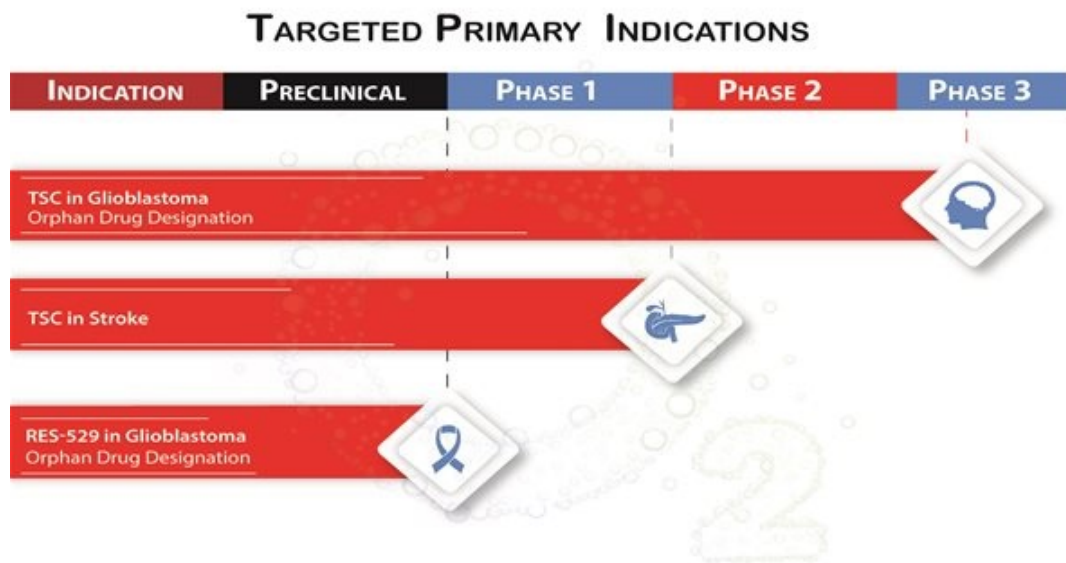 TARGETED PRIMARY INDICATIONS
INDICATION PRECLINICAL PHASE 1 PHASE 2 PHASE 3
TSC in Glioblastoma
Orphan Drug Designation
TSC in Stroke
RES-529 in Glioblastoma
Orphan Drug Designation
2